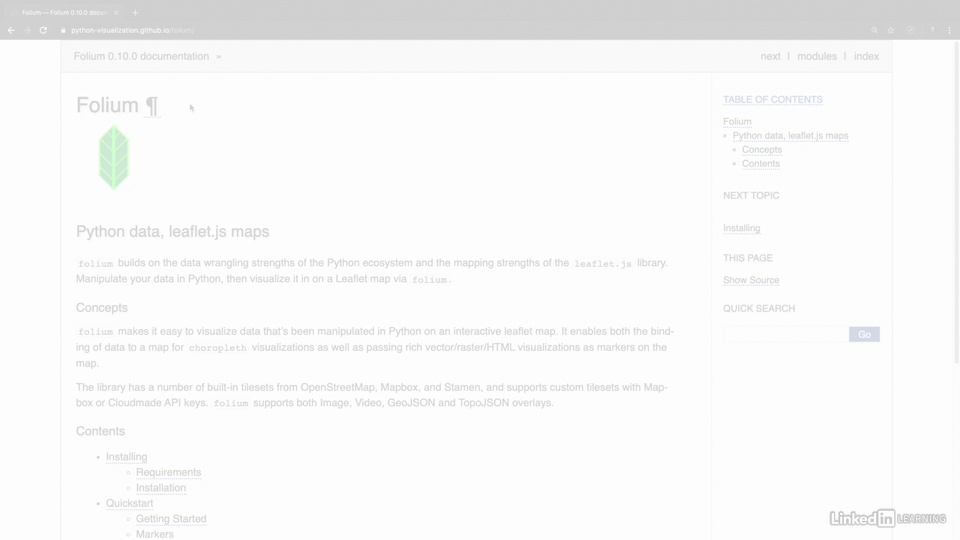 Folium — Folium 0.10.0 docum
python-visualization.github.io/folium/
Folium 0.10.0 documentation »
next | modules | index
Folium ¶
Python data, leaflet.js maps
folium builds on the data wrangling strengths of the Python ecosystem and the mapping strengths of the leaflet.js library.
Manipulate your data in Python, then visualize it in on a Leaflet map via folium.
Concepts
folium makes it easy to visualize data that's been manipulated in Python on an interactive leaflet map. It enables both the bind-
ing of data to a map for choropleth visualizations as well as passing rich vector/raster/HTML visualizations as markers on the
map.
The library has a number of built-in tilesets from OpenStreetMap, Mapbox, and Stamen, and supports custom tilesets with Map-
box or Cloudmade API keys. folium supports both Image, Video, GeoJSON and TopoJSON overlays.
Contents
Installing
Requirements
Installation
Quickstart
Getting Started
Markers
TABLE OF CONTENTS
Folium
Python data, leaflet.js maps
Concepts
Contents
NEXT TOPIC
Installing
THIS PAGE
Show Source
QUICK SEARCH
Go
LinkedIn LEARNING